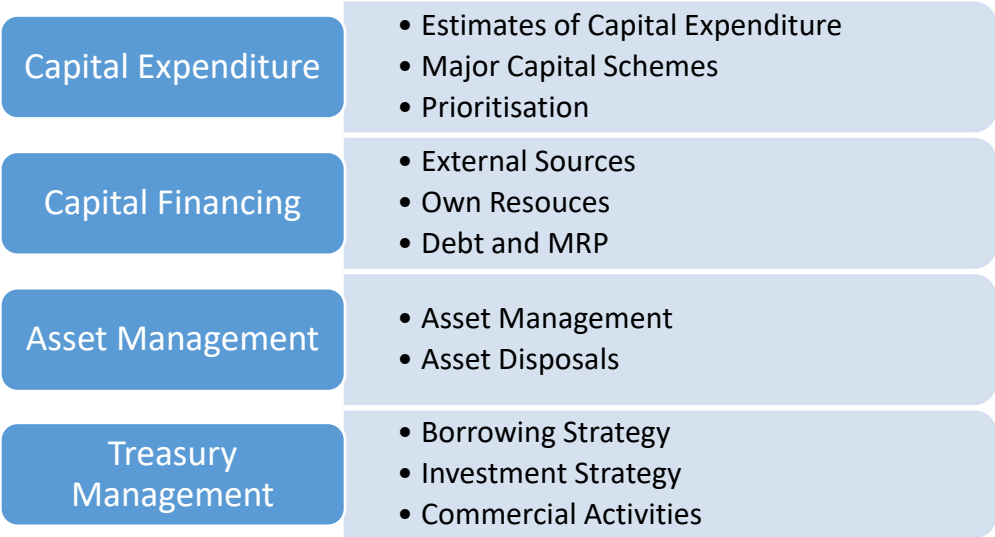 Capital Expenditure
• Estimates of Capital Expenditure
• Major Capital Schemes
• Prioritisation
Capital Financing
• External Sources
• Own Resouces
• Debt and MRP
Asset Management
• Asset Management
• Asset Disposals
Treasury
Management
• Borrowing Strategy
• Investment Strategy
• Commercial Activities